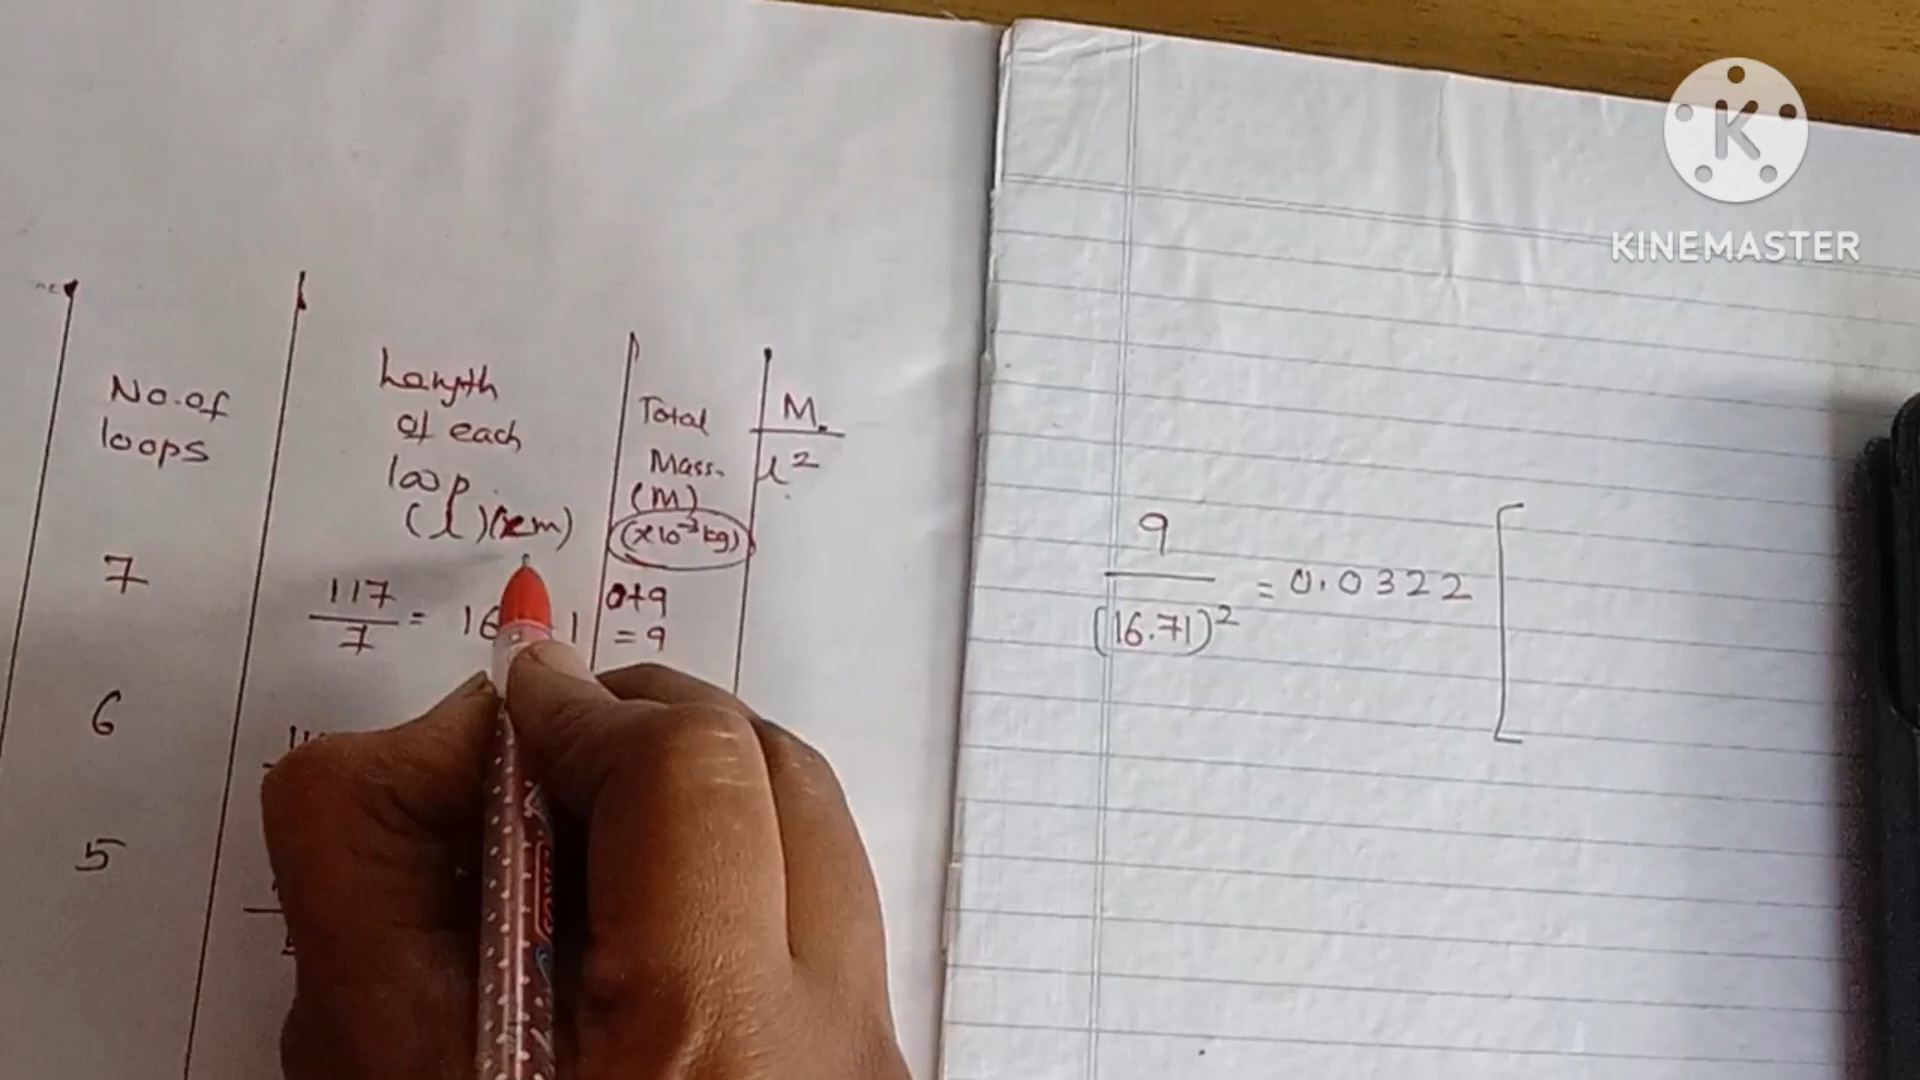 No. of
loops
Length
of each
loop
(l)(cm)
Total
Mass.
(M)
(×10⁻³kg)
M
l²
7
117
7
=
16
1
0+9
= 9
6
5
9
(16.71)²
= 0.0322 [
K
KINEMASTER